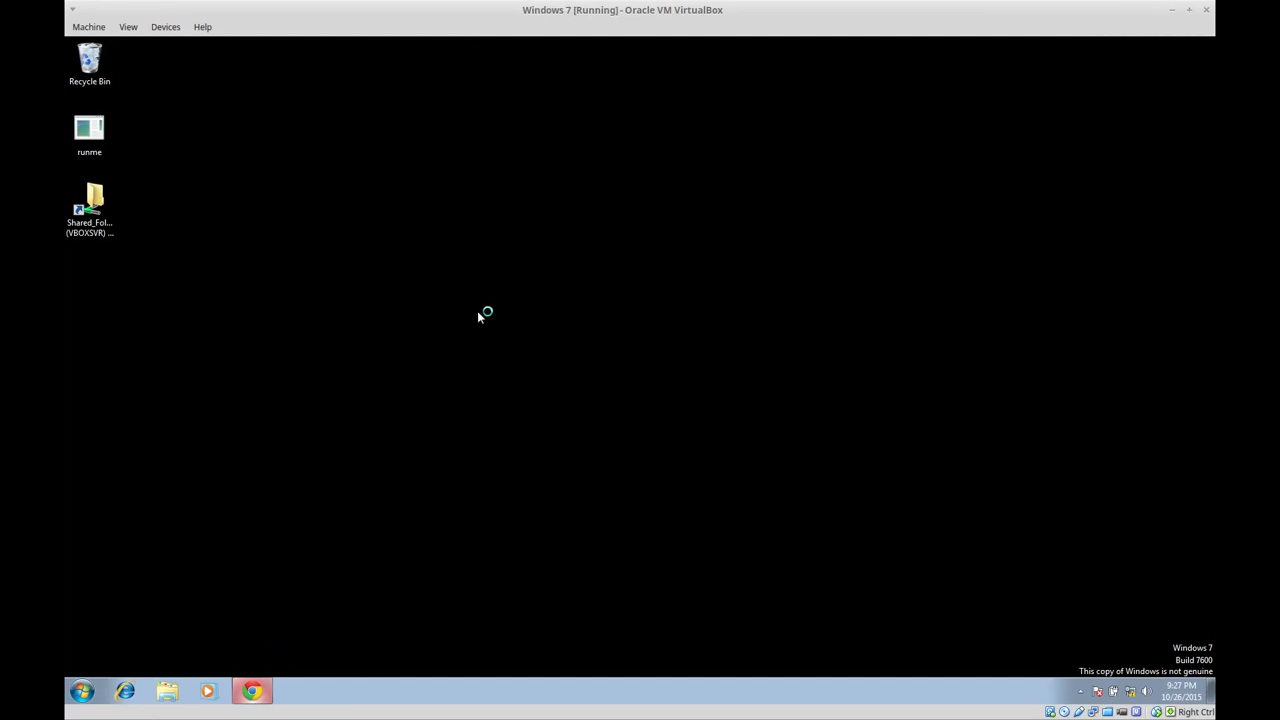 Windows 7 [Running] - Oracle VM VirtualBox
Machine View Devices Help
Recycle Bin
runme
Shared_Fol...
(VBOXSVR) ...
Windows 7
Build 7600
This copy of Windows is not genuine
9:27 PM
10/26/2015
Right Ctrl